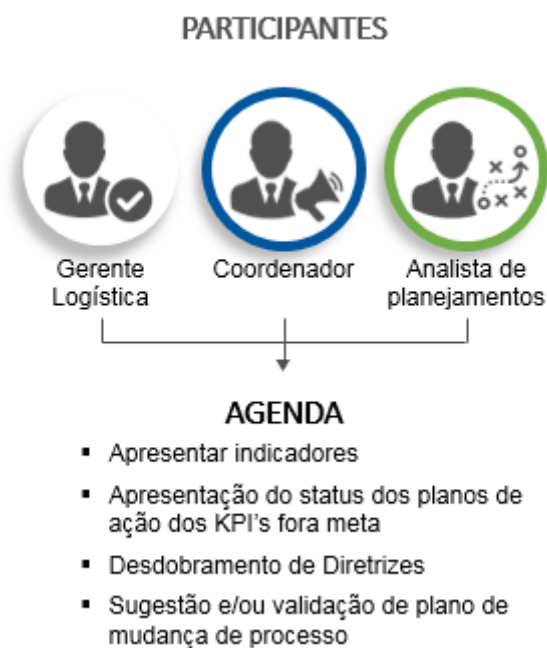 PARTICIPANTES
Gerente
Logística
Coordenador
Analista de
planejamentos
AGENDA
▪ Apresentar indicadores
▪ Apresentação do status dos planos de
ação dos KPI's fora meta
▪ Desdobramento de Diretrizes
▪ Sugestão e/ou validação de plano de
mudança de processo